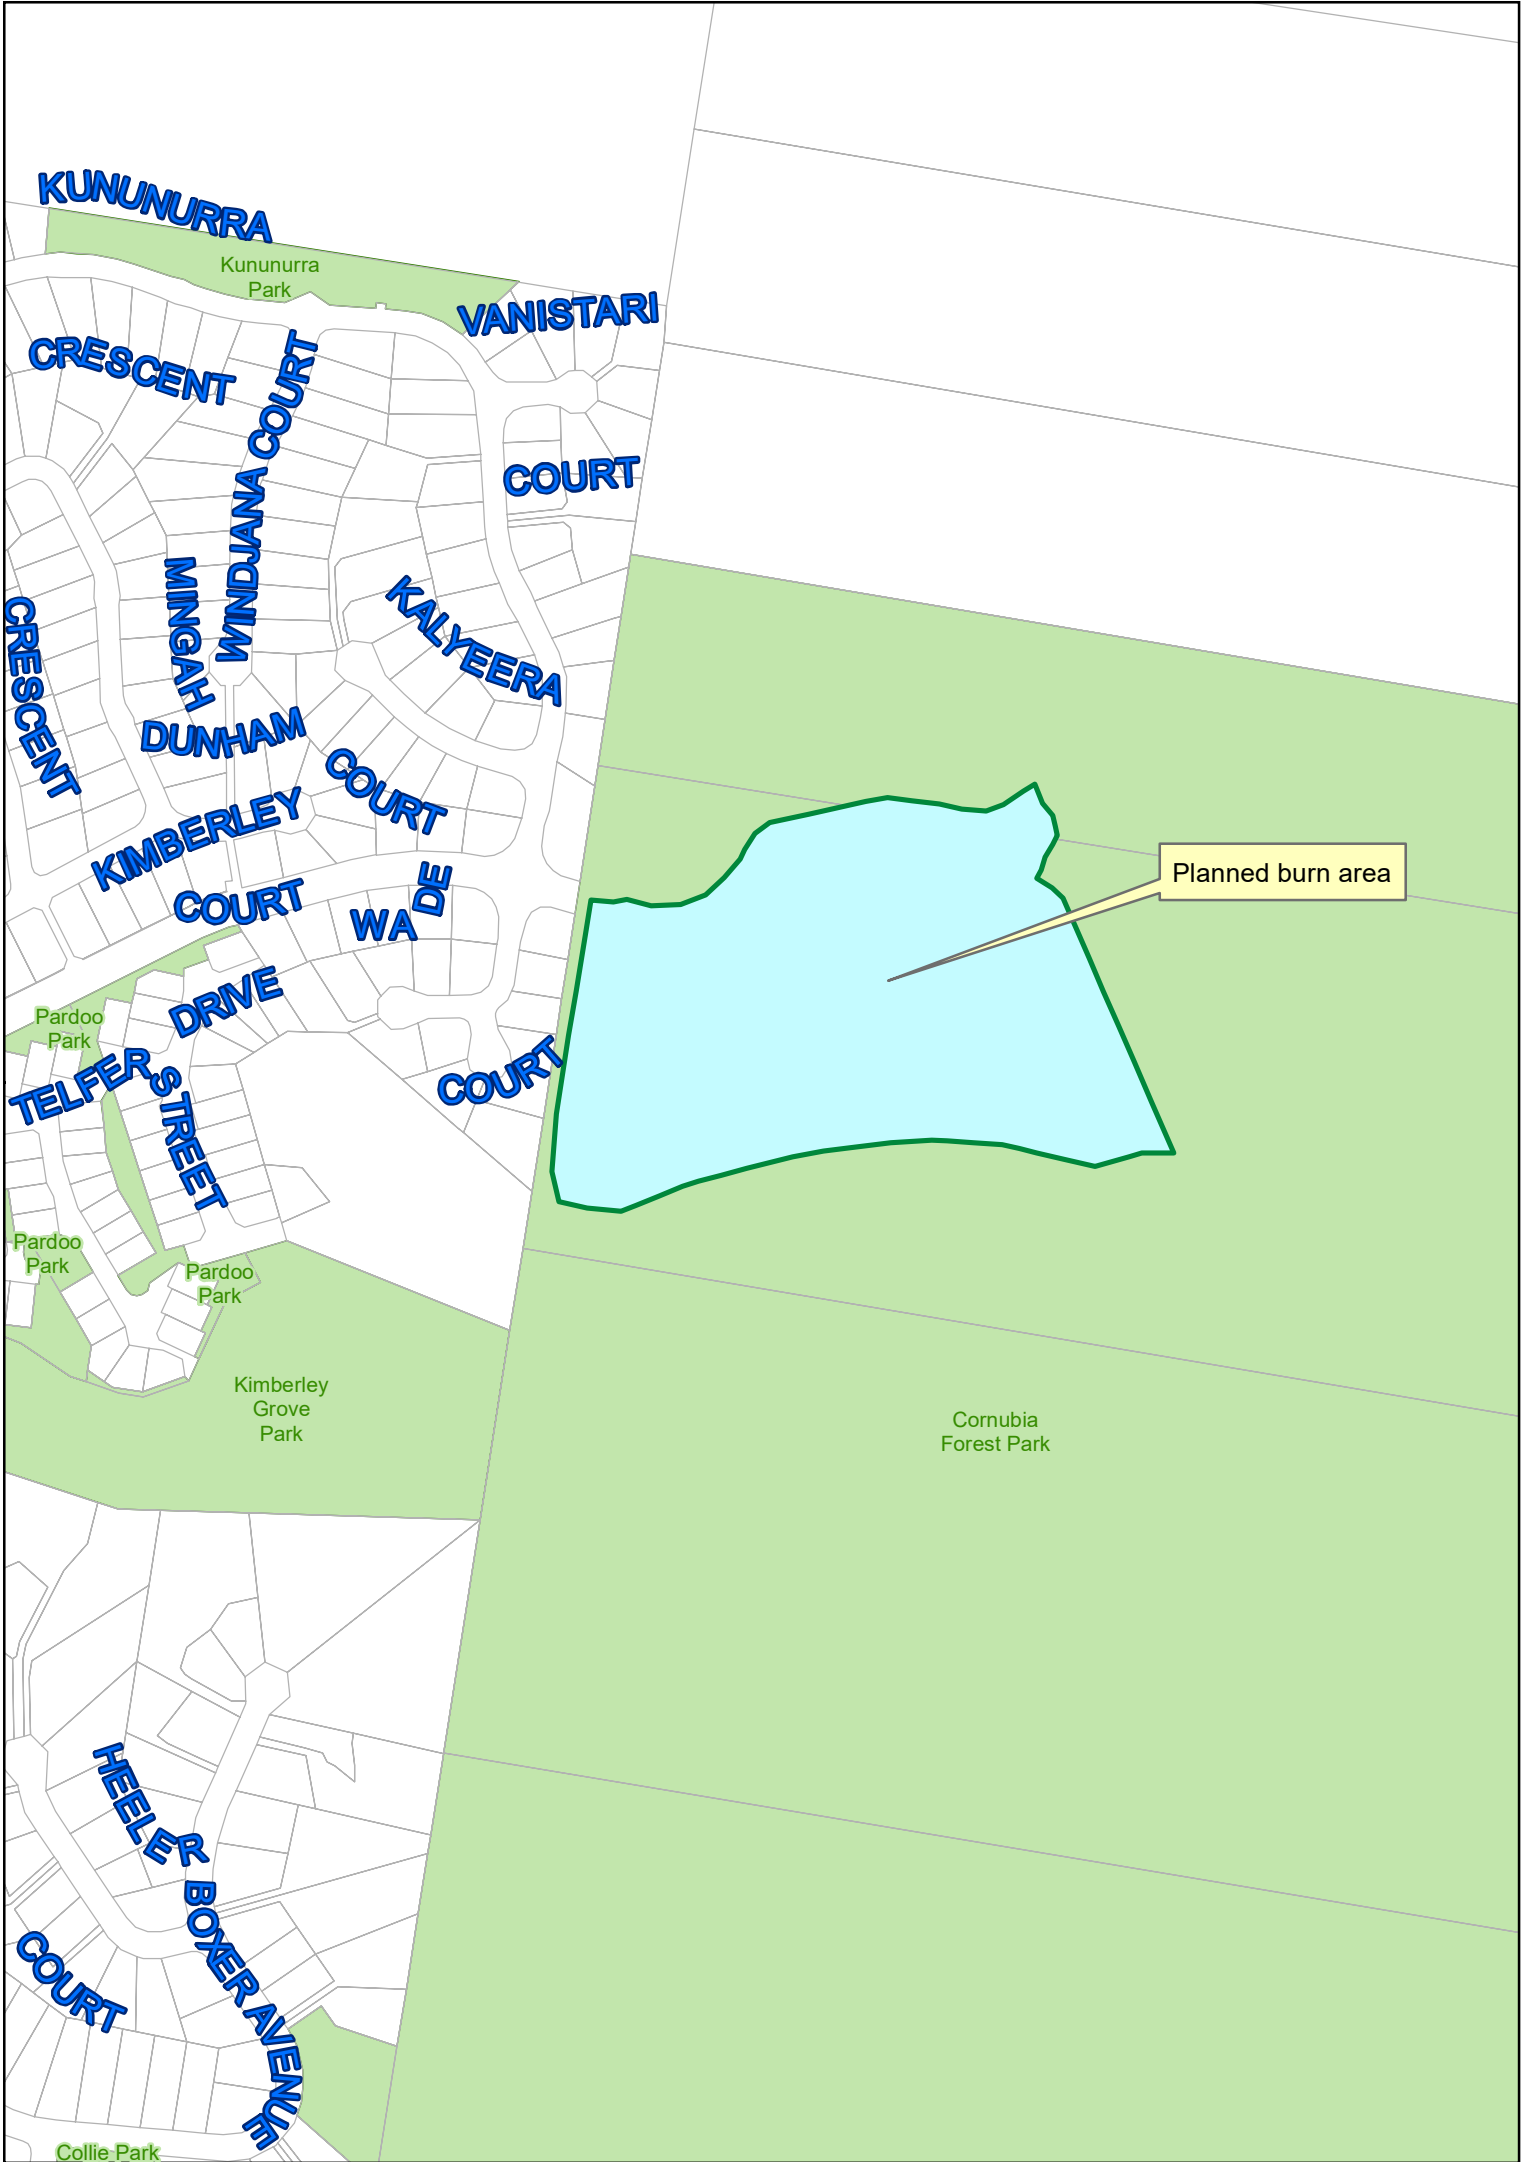 KUNUNURRA
Kununurra
Park
VANISTARI
CRESCENT
WINDJANA COURT
COURT
MINGAH
KALYEERA
CRESCENT
DUNHAM
COURT
KIMBERLEY
Planned burn area
COURT
WADE
DRIVE
Pardoo
Park
TELFER
STREET
COURT
Pardoo
Park
Pardoo
Park
Kimberley
Grove
Park
Cornubia
Forest Park
HEELER
BOXER AVENUE
COURT
Collie Park